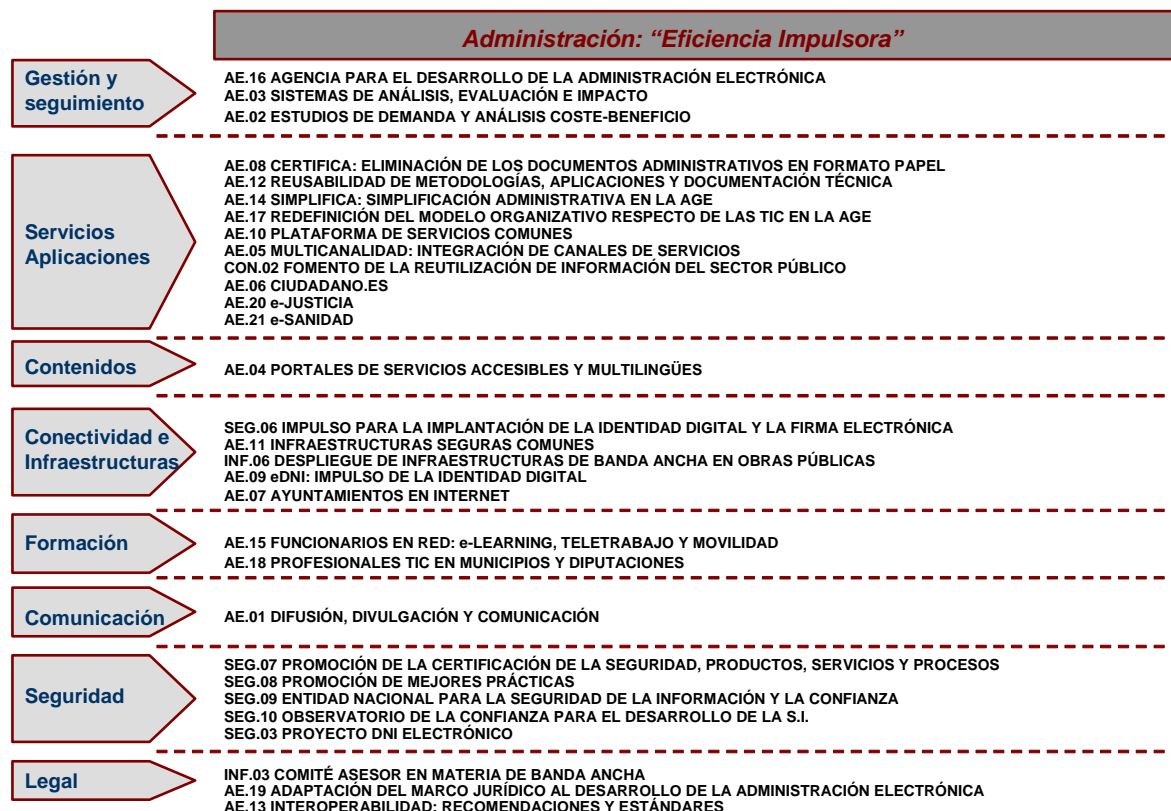 Administración: “Eficiencia Impulsora”
Gestión y
seguimiento
AE.16 AGENCIA PARA EL DESARROLLO DE LA ADMINISTRACIÓN ELECTRÓNICA
AE.03 SISTEMAS DE ANÁLISIS, EVALUACIÓN E IMPACTO
AE.02 ESTUDIOS DE DEMANDA Y ANÁLISIS COSTE-BENEFICIO
Servicios
Aplicaciones
AE.08 CERTIFICA: ELIMINACIÓN DE LOS DOCUMENTOS ADMINISTRATIVOS EN FORMATO PAPEL
AE.12 REUSABILIDAD DE METODOLOGÍAS, APLICACIONES Y DOCUMENTACIÓN TÉCNICA
AE.14 SIMPLIFICA: SIMPLIFICACIÓN ADMINISTRATIVA EN LA AGE
AE.17 REDEFINICIÓN DEL MODELO ORGANIZATIVO RESPECTO DE LAS TIC EN LA AGE
AE.10 PLATAFORMA DE SERVICIOS COMUNES
AE.05 MULTICANALIDAD: INTEGRACIÓN DE CANALES DE SERVICIOS
CON.02 FOMENTO DE LA REUTILIZACIÓN DE INFORMACIÓN DEL SECTOR PÚBLICO
AE.06 CIUDADANO.ES
AE.20 e-JUSTICIA
AE.21 e-SANIDAD
Contenidos
AE.04 PORTALES DE SERVICIOS ACCESIBLES Y MULTILINGÜES
Conectividad e
Infraestructuras
SEG.06 IMPULSO PARA LA IMPLANTACIÓN DE LA IDENTIDAD DIGITAL Y LA FIRMA ELECTRÓNICA
AE.11 INFRAESTRUCTURAS SEGURAS COMUNES
INF.06 DESPLIEGUE DE INFRAESTRUCTURAS DE BANDA ANCHA EN OBRAS PÚBLICAS
AE.09 eDNI: IMPULSO DE LA IDENTIDAD DIGITAL
AE.07 AYUNTAMIENTOS EN INTERNET
Formación
AE.15 FUNCIONARIOS EN RED: e-LEARNING, TELETRABAJO Y MOVILIDAD
AE.18 PROFESIONALES TIC EN MUNICIPIOS Y DIPUTACIONES
Comunicación
AE.01 DIFUSIÓN, DIVULGACIÓN Y COMUNICACIÓN
Seguridad
SEG.07 PROMOCIÓN DE LA CERTIFICACIÓN DE LA SEGURIDAD, PRODUCTOS, SERVICIOS Y PROCESOS
SEG.08 PROMOCIÓN DE MEJORES PRÁCTICAS
SEG.09 ENTIDAD NACIONAL PARA LA SEGURIDAD DE LA INFORMACIÓN Y LA CONFIANZA
SEG.10 OBSERVATORIO DE LA CONFIANZA PARA EL DESARROLLO DE LA S.I.
SEG.03 PROYECTO DNI ELECTRÓNICO
Legal
INF.03 COMITÉ ASESOR EN MATERIA DE BANDA ANCHA
AE.19 ADAPTACIÓN DEL MARCO JURÍDICO AL DESARROLLO DE LA ADMINISTRACIÓN ELECTRÓNICA
AE.13 INTEROPERABILIDAD: RECOMENDACIONES Y ESTÁNDARES